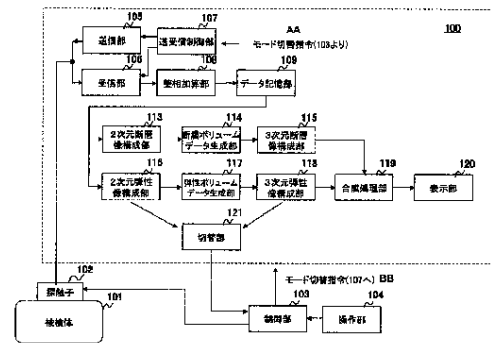 100
AA
105
送信部
107
送受信制御部
モード切替指令(103より)
106
受信部
108
整相加算部
109
データ記憶部
113
2次元断層像構成部
114
断層ボリュームデータ生成部
115
3次元断層像構成部
116
2次元弾性像構成部
117
弾性ボリュームデータ生成部
118
3次元弾性像構成部
119
合成処理部
120
表示部
121
切替部
102
探触子
101
被検体
モード切替指令(107へ) BB
103
制御部
104
操作部